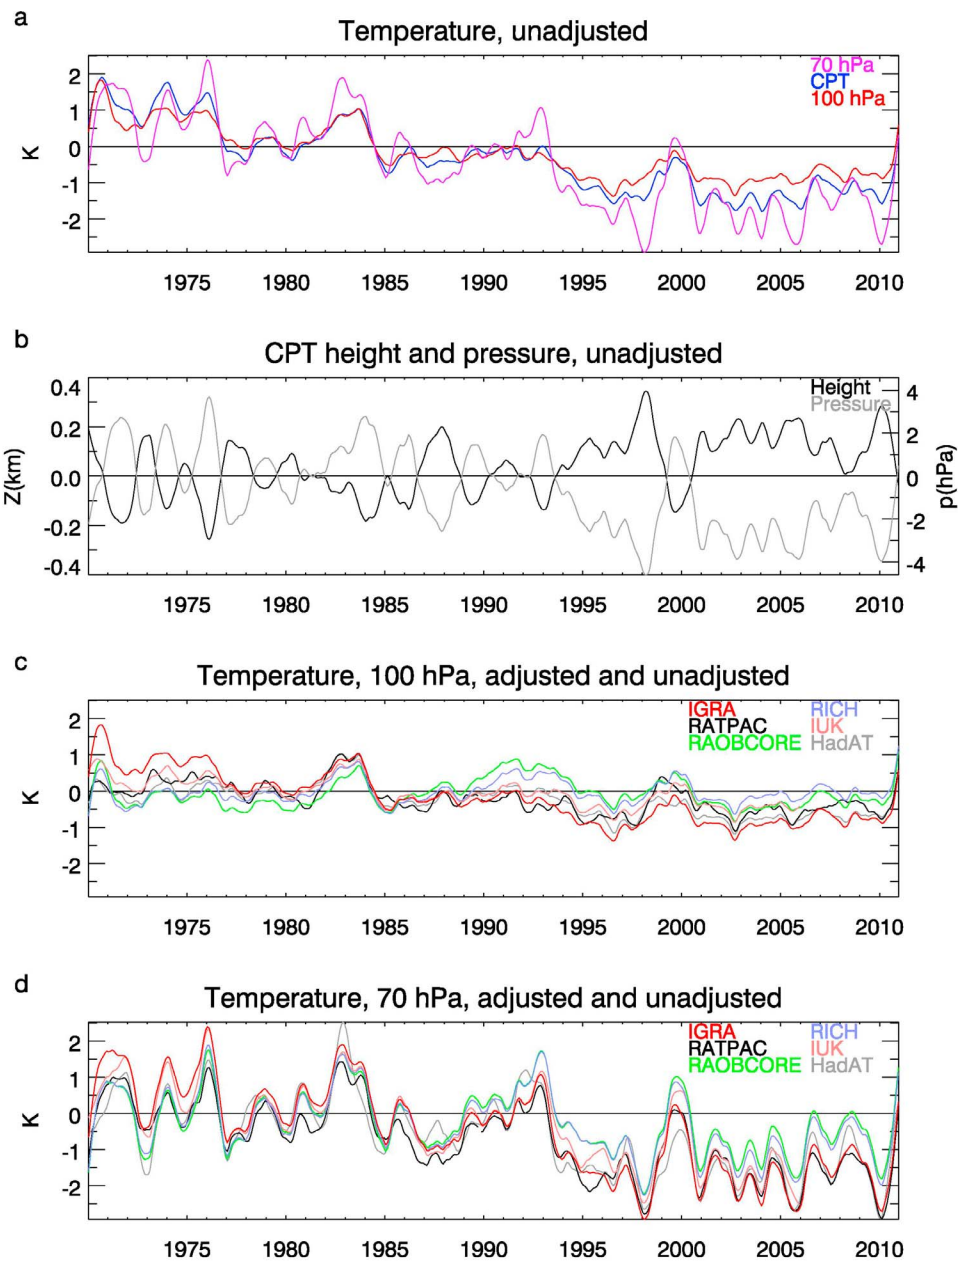 a
Temperature, unadjusted
70 hPa
CPT
100 hPa
K
2
1
0
-1
-2
1975 1980 1985 1990 1995 2000 2005 2010
b
CPT height and pressure, unadjusted
Height
Pressure
Z(km)
0.4
0.2
0.0
-0.2
-0.4
4
2
0
-2
-4
p(hPa)
1975 1980 1985 1990 1995 2000 2005 2010
c
Temperature, 100 hPa, adjusted and unadjusted
IGRA RICH
RATPAC IUK
RAOBCORE HadAT
K
2
1
0
-1
-2
1975 1980 1985 1990 1995 2000 2005 2010
d
Temperature, 70 hPa, adjusted and unadjusted
IGRA RICH
RATPAC IUK
RAOBCORE HadAT
K
2
1
0
-1
-2
1975 1980 1985 1990 1995 2000 2005 2010